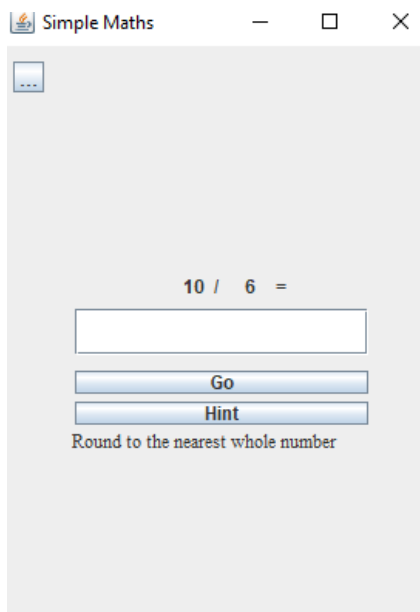 Simple Maths
...
10 / 6 =
Go
Hint
Round to the nearest whole number